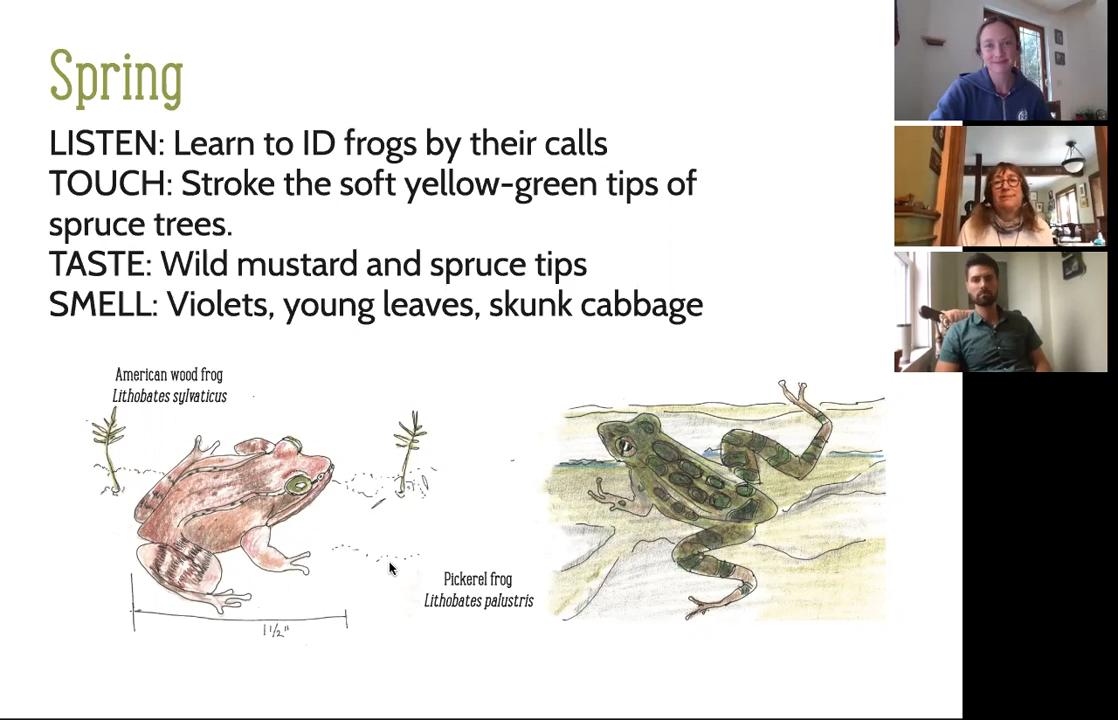 Spring
LISTEN: Learn to ID frogs by their calls
TOUCH: Stroke the soft yellow-green tips of
spruce trees.
TASTE: Wild mustard and spruce tips
SMELL: Violets, young leaves, skunk cabbage
American wood frog
Lithobates sylvaticus
1 1/2"
Pickerel frog
Lithobates palustris